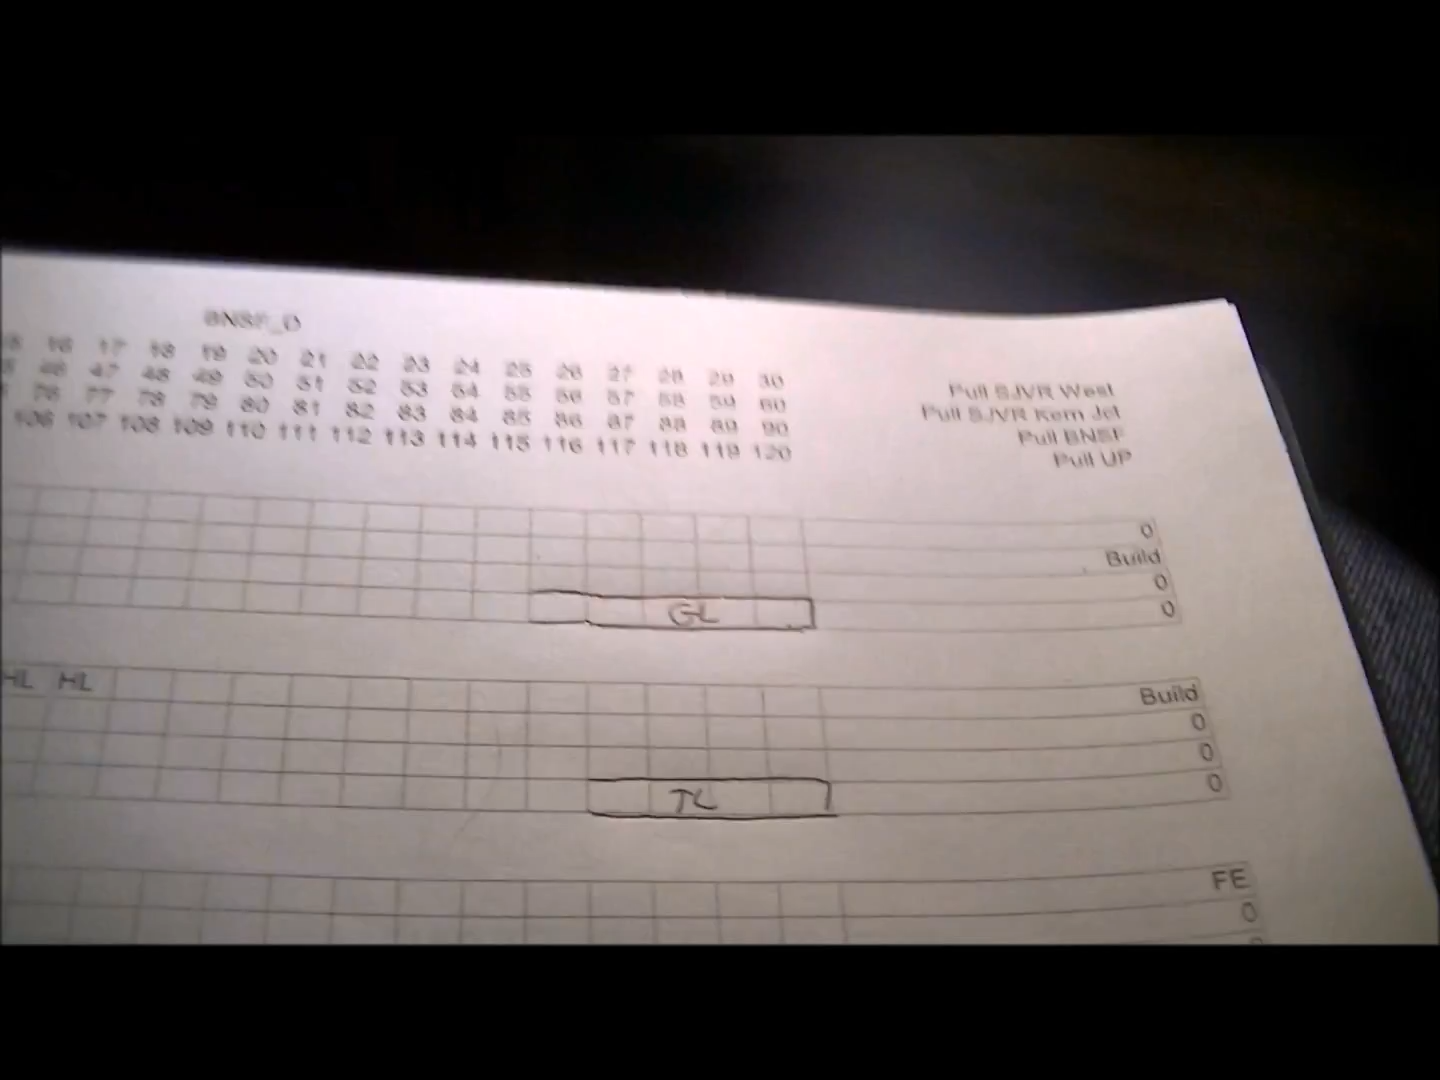 BNSF_D
16 17 18 19 20 21 22 23 24 25 26 27 28 29 30
46 47 48 49 50 51 52 53 54 55 56 57 58 59 60
76 77 78 79 80 81 82 83 84 85 86 87 88 89 90
106 107 108 109 110 111 112 113 114 115 116 117 118 119 120
Pull SJVR West
Pull SJVR Kern Jct
Pull BNSF
Pull UP
0
Build
0
GL 0
HL HL Build
0
0
TL 0
FE
0